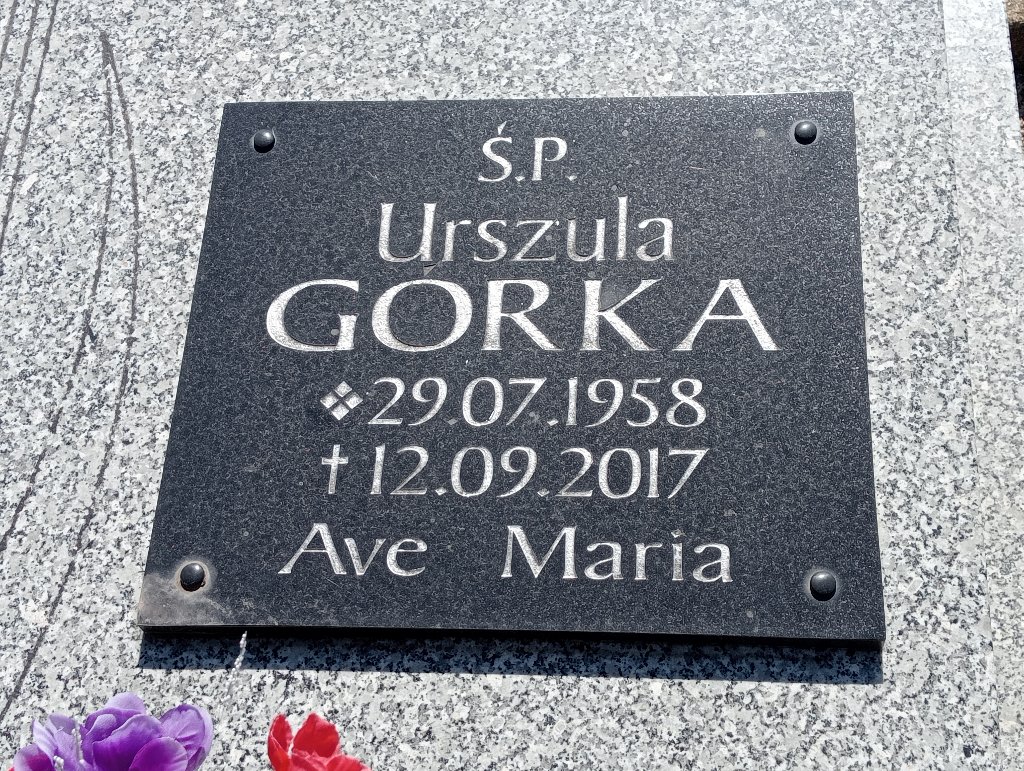 Ś.P.
Urszula
GÓRKA
❖ 29.07.1958
† 12.09.2017
Ave Maria